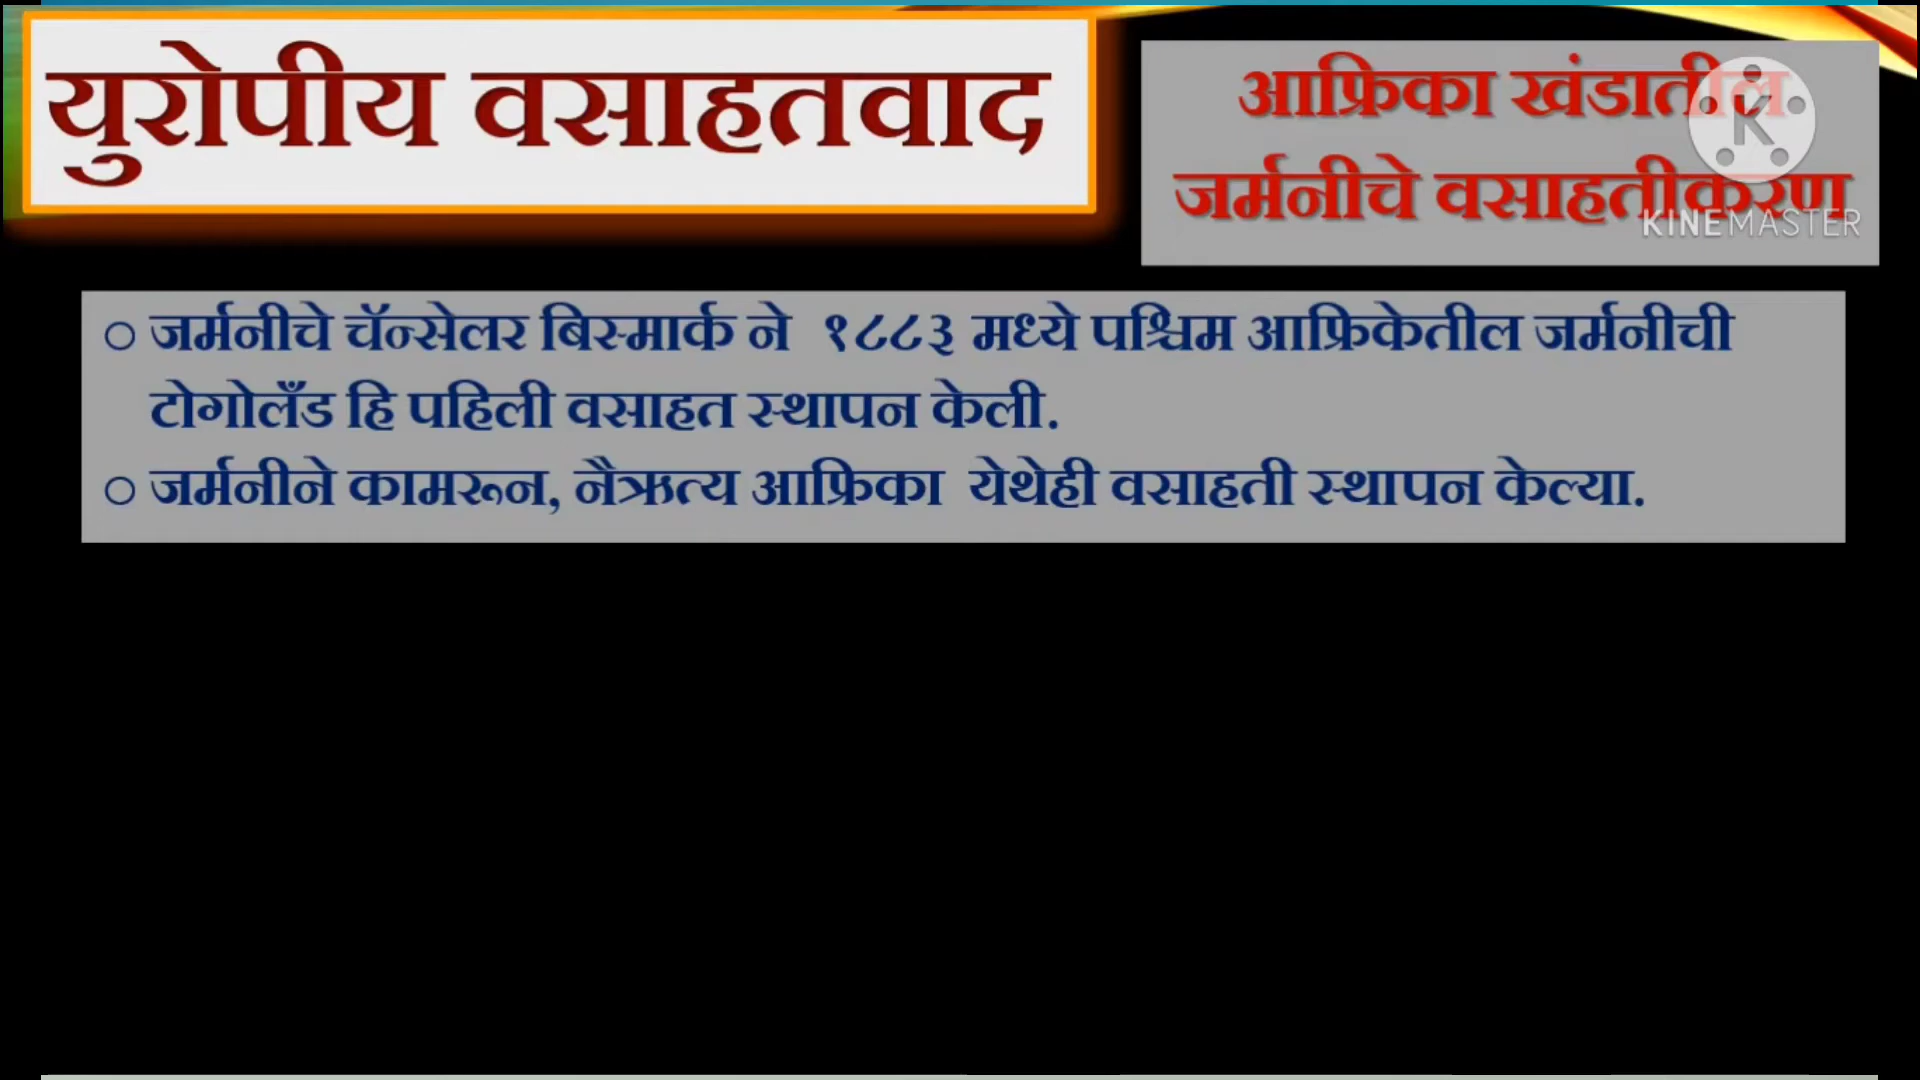 युरोपीय वसाहतवाद
आफ्रिका खंडातील
जर्मनीचे वसाहतीकरण
KINEMASTER
जर्मनीचे चॅन्सेलर बिस्मार्क ने १८८३ मध्ये पश्चिम आफ्रिकेतील जर्मनीची
टोगोलँड हि पहिली वसाहत स्थापन केली.
जर्मनीने कामरून, नैऋत्य आफ्रिका येथेही वसाहती स्थापन केल्या.